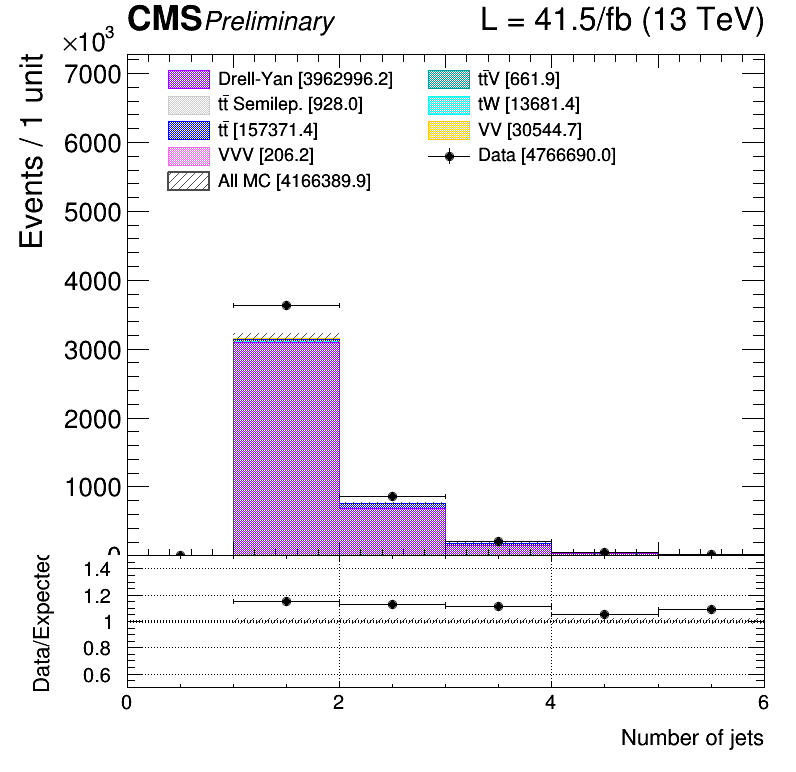 CMS Preliminary L = 41.5/fb (13 TeV)
×10³
Events / 1 unit
7000
6000
5000
4000
3000
2000
1000
0
Drell-Yan [3962996.2]
tt̄ Semilep. [928.0]
tt̄ [157371.4]
VVV [206.2]
All MC [4166389.9]
tt̄V [661.9]
tW [13681.4]
VV [30544.7]
Data [4766690.0]
Data/Expected
1.4
1.2
1
0.8
0.6
0 2 4 6
Number of jets